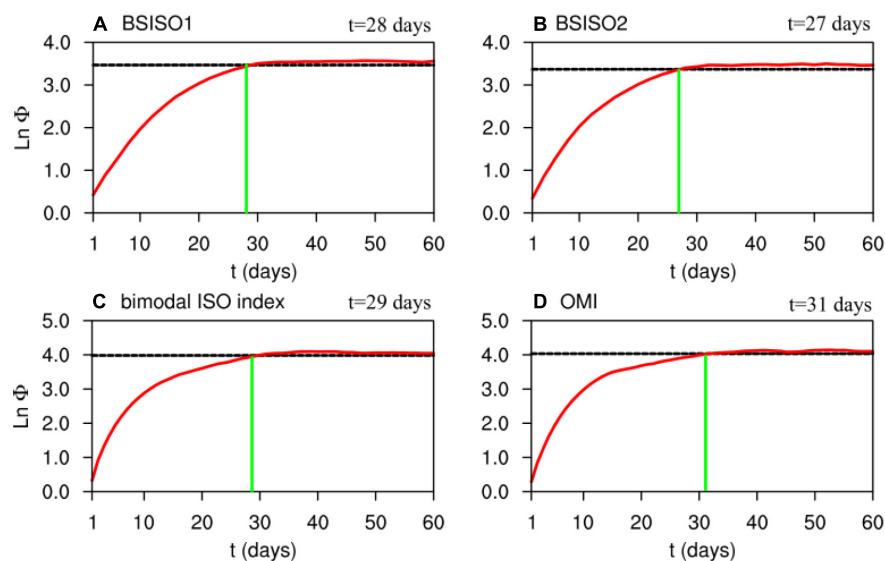 A BSISO1 t=28 days
4.0
3.0
2.0
1.0
0.0
Ln Φ
1 10 20 30 40 50 60
t (days)
B BSISO2 t=27 days
4.0
3.0
2.0
1.0
0.0
1 10 20 30 40 50 60
t (days)
C bimodal ISO index t=29 days
5.0
4.0
3.0
2.0
1.0
0.0
Ln Φ
1 10 20 30 40 50 60
t (days)
D OMI t=31 days
5.0
4.0
3.0
2.0
1.0
0.0
1 10 20 30 40 50 60
t (days)